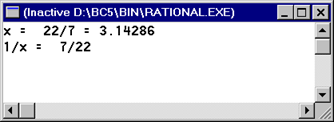 (Inactive D:\BC5\BIN\RATIONAL.EXE)
x =  22/7 = 3.14286
1/x =  7/22